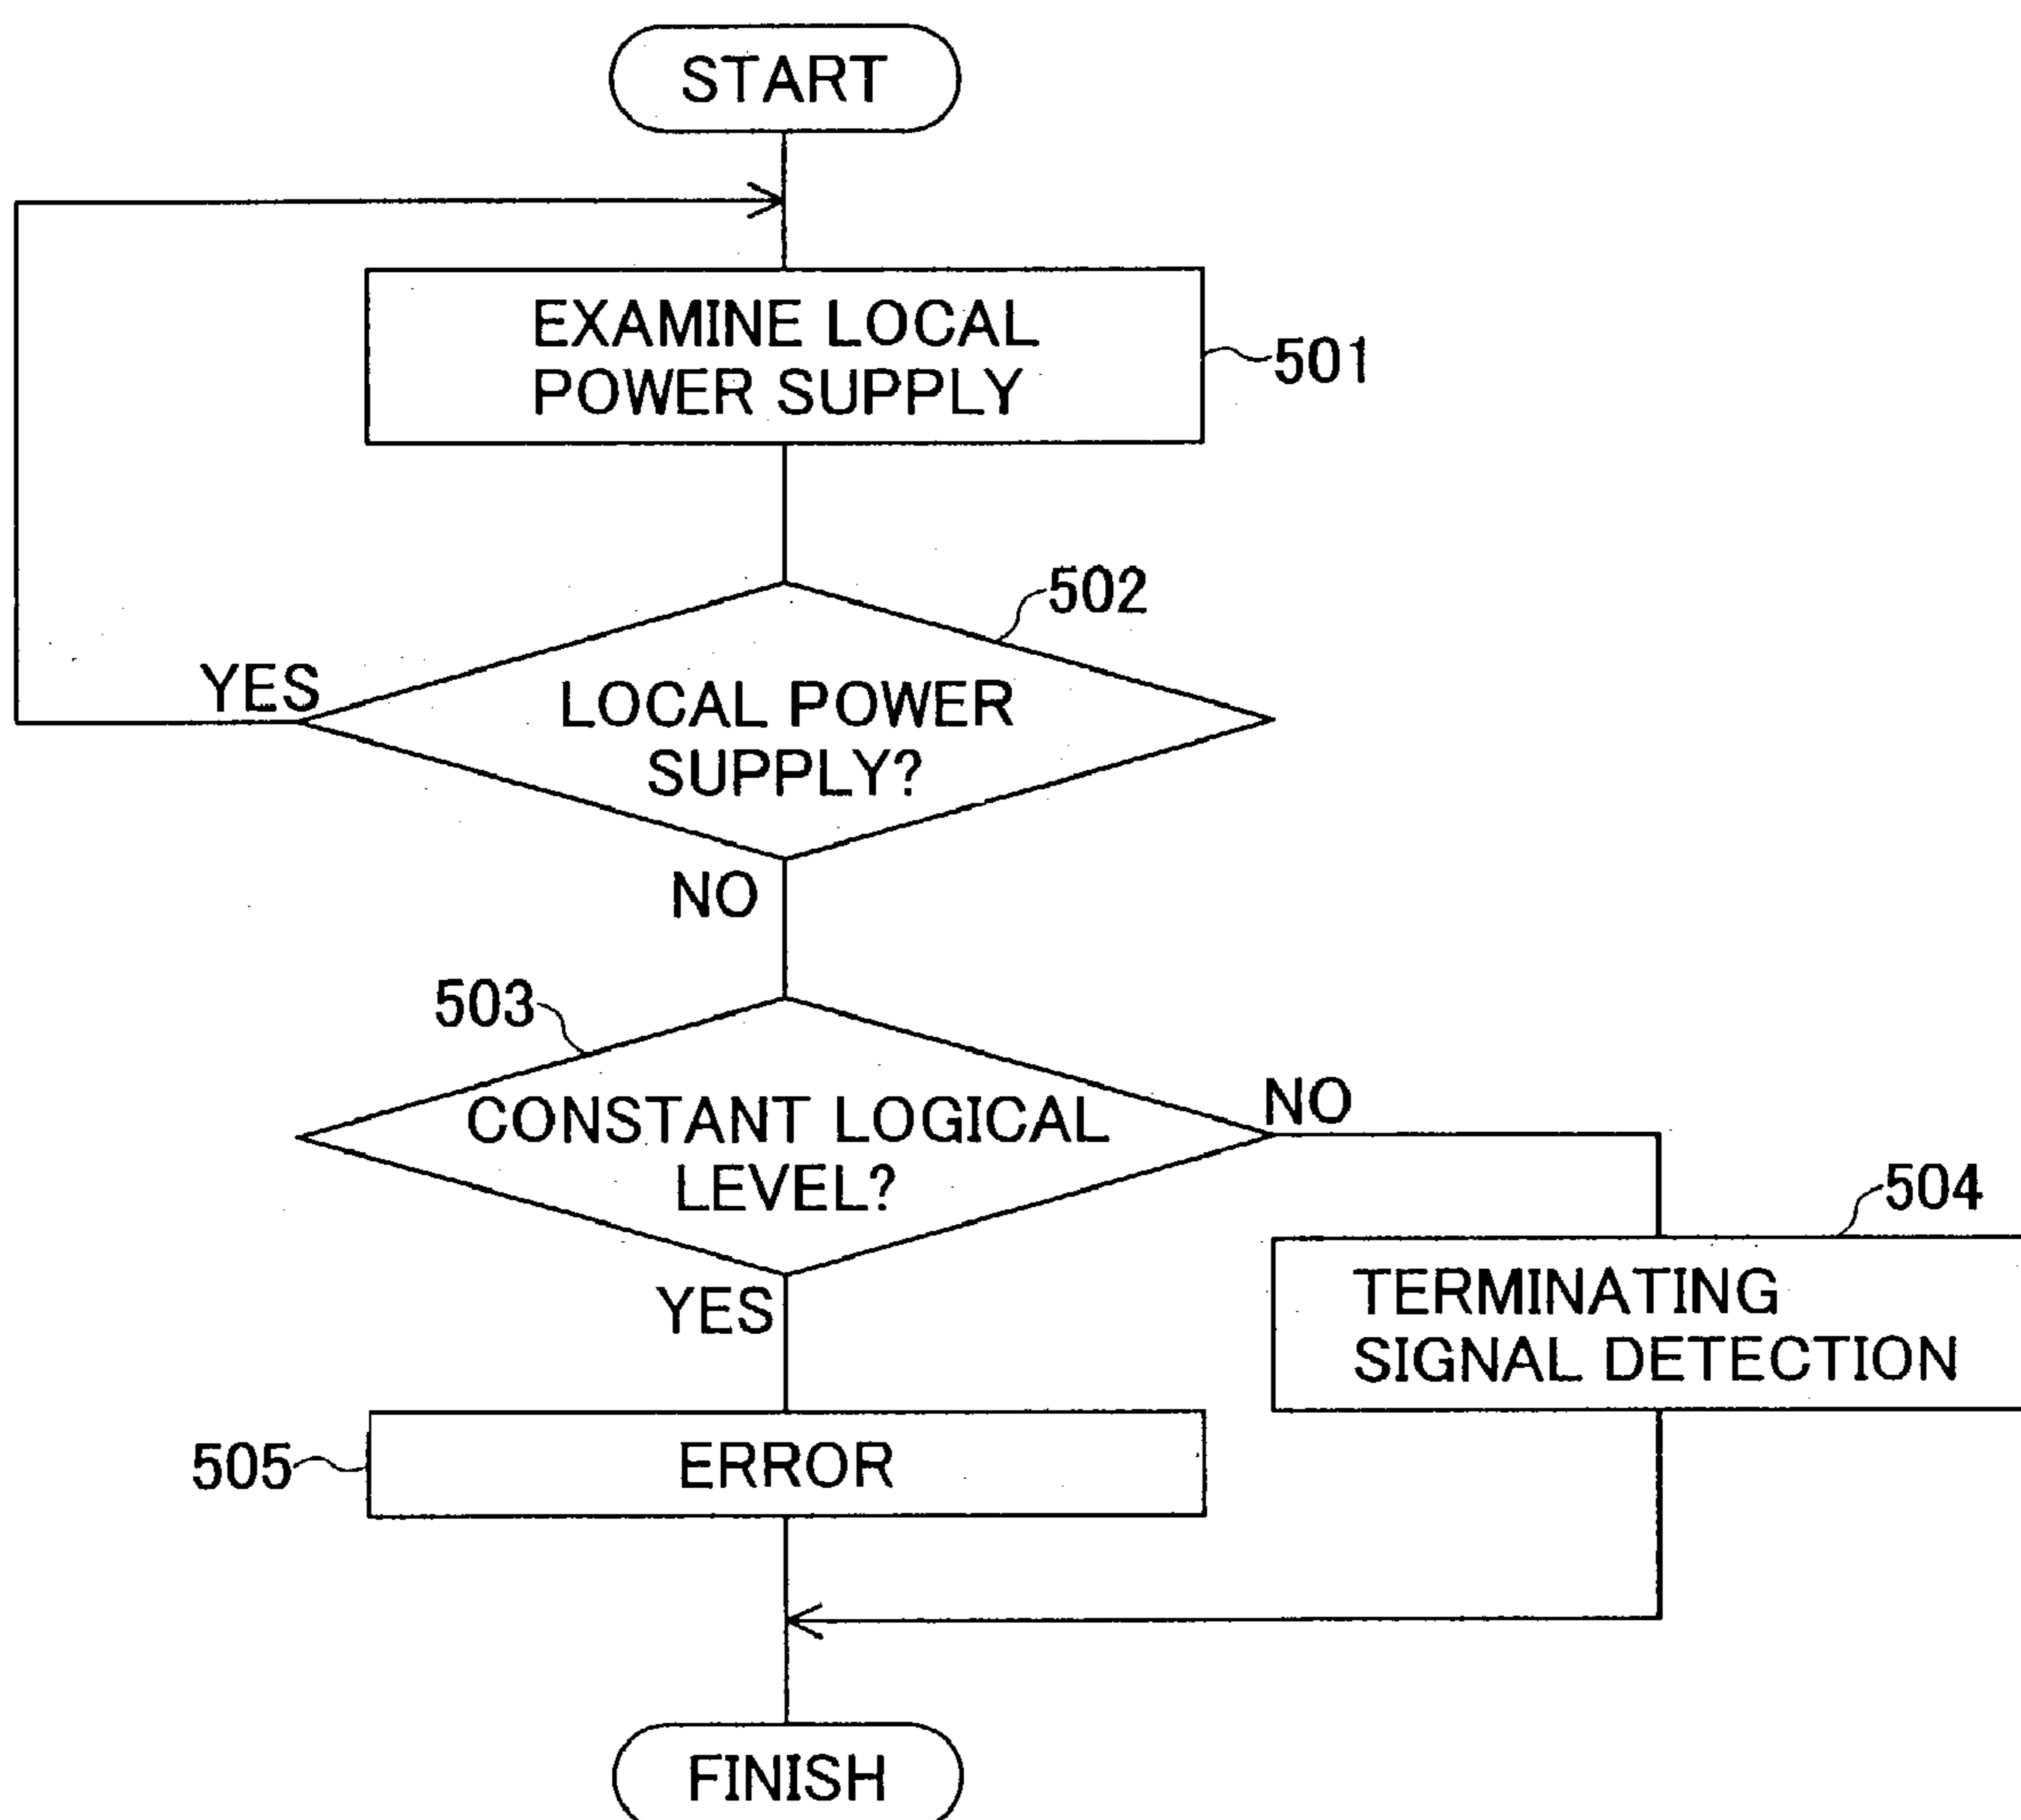 START
EXAMINE LOCAL
POWER SUPPLY
501
502
YES
LOCAL POWER
SUPPLY?
NO
503
CONSTANT LOGICAL
LEVEL?
NO
504
TERMINATING
SIGNAL DETECTION
YES
505
ERROR
FINISH